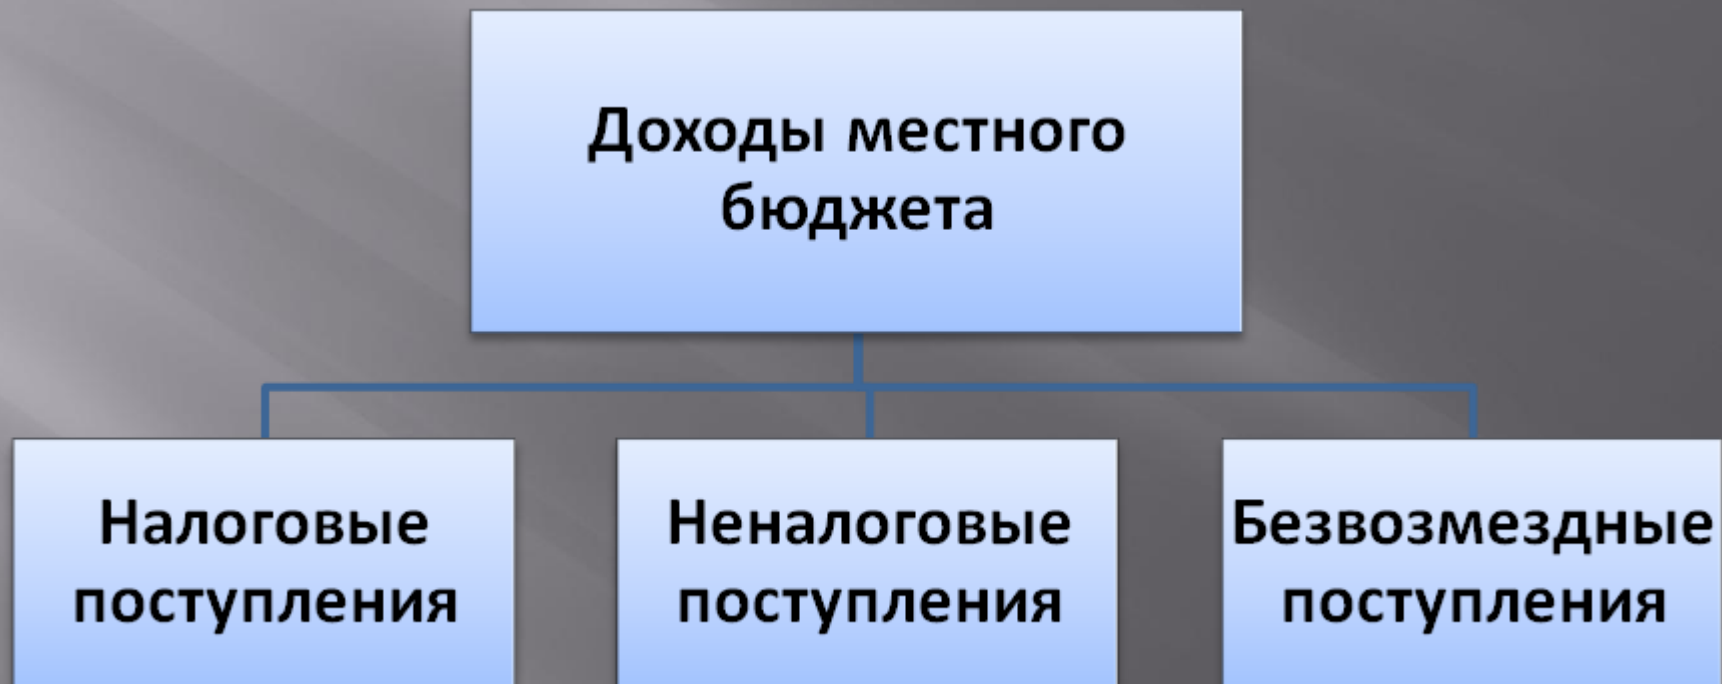 Доходы местного
бюджета
Налоговые
поступления
Неналоговые
поступления
Безвозмездные
поступления